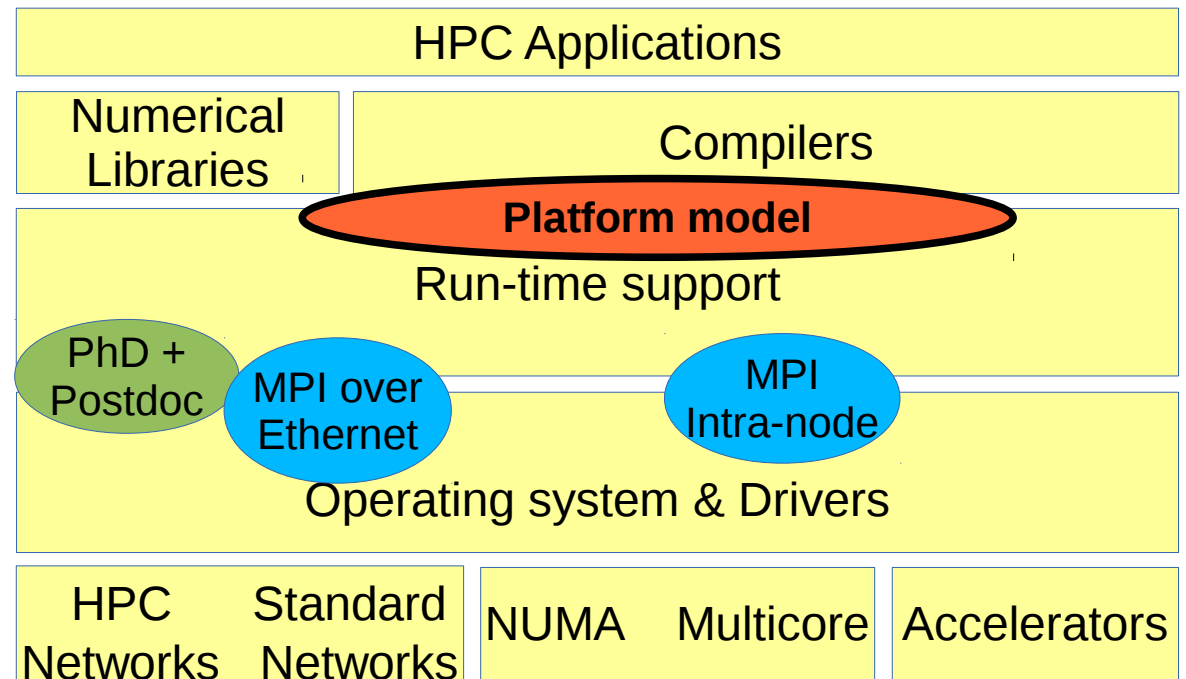 HPC Applications
Numerical
Libraries
Compilers
Platform model
Run-time support
PhD +
Postdoc
MPI over
Ethernet
MPI
Intra-node
Operating system & Drivers
HPC
Networks
Standard
Networks
NUMA
Multicore
Accelerators